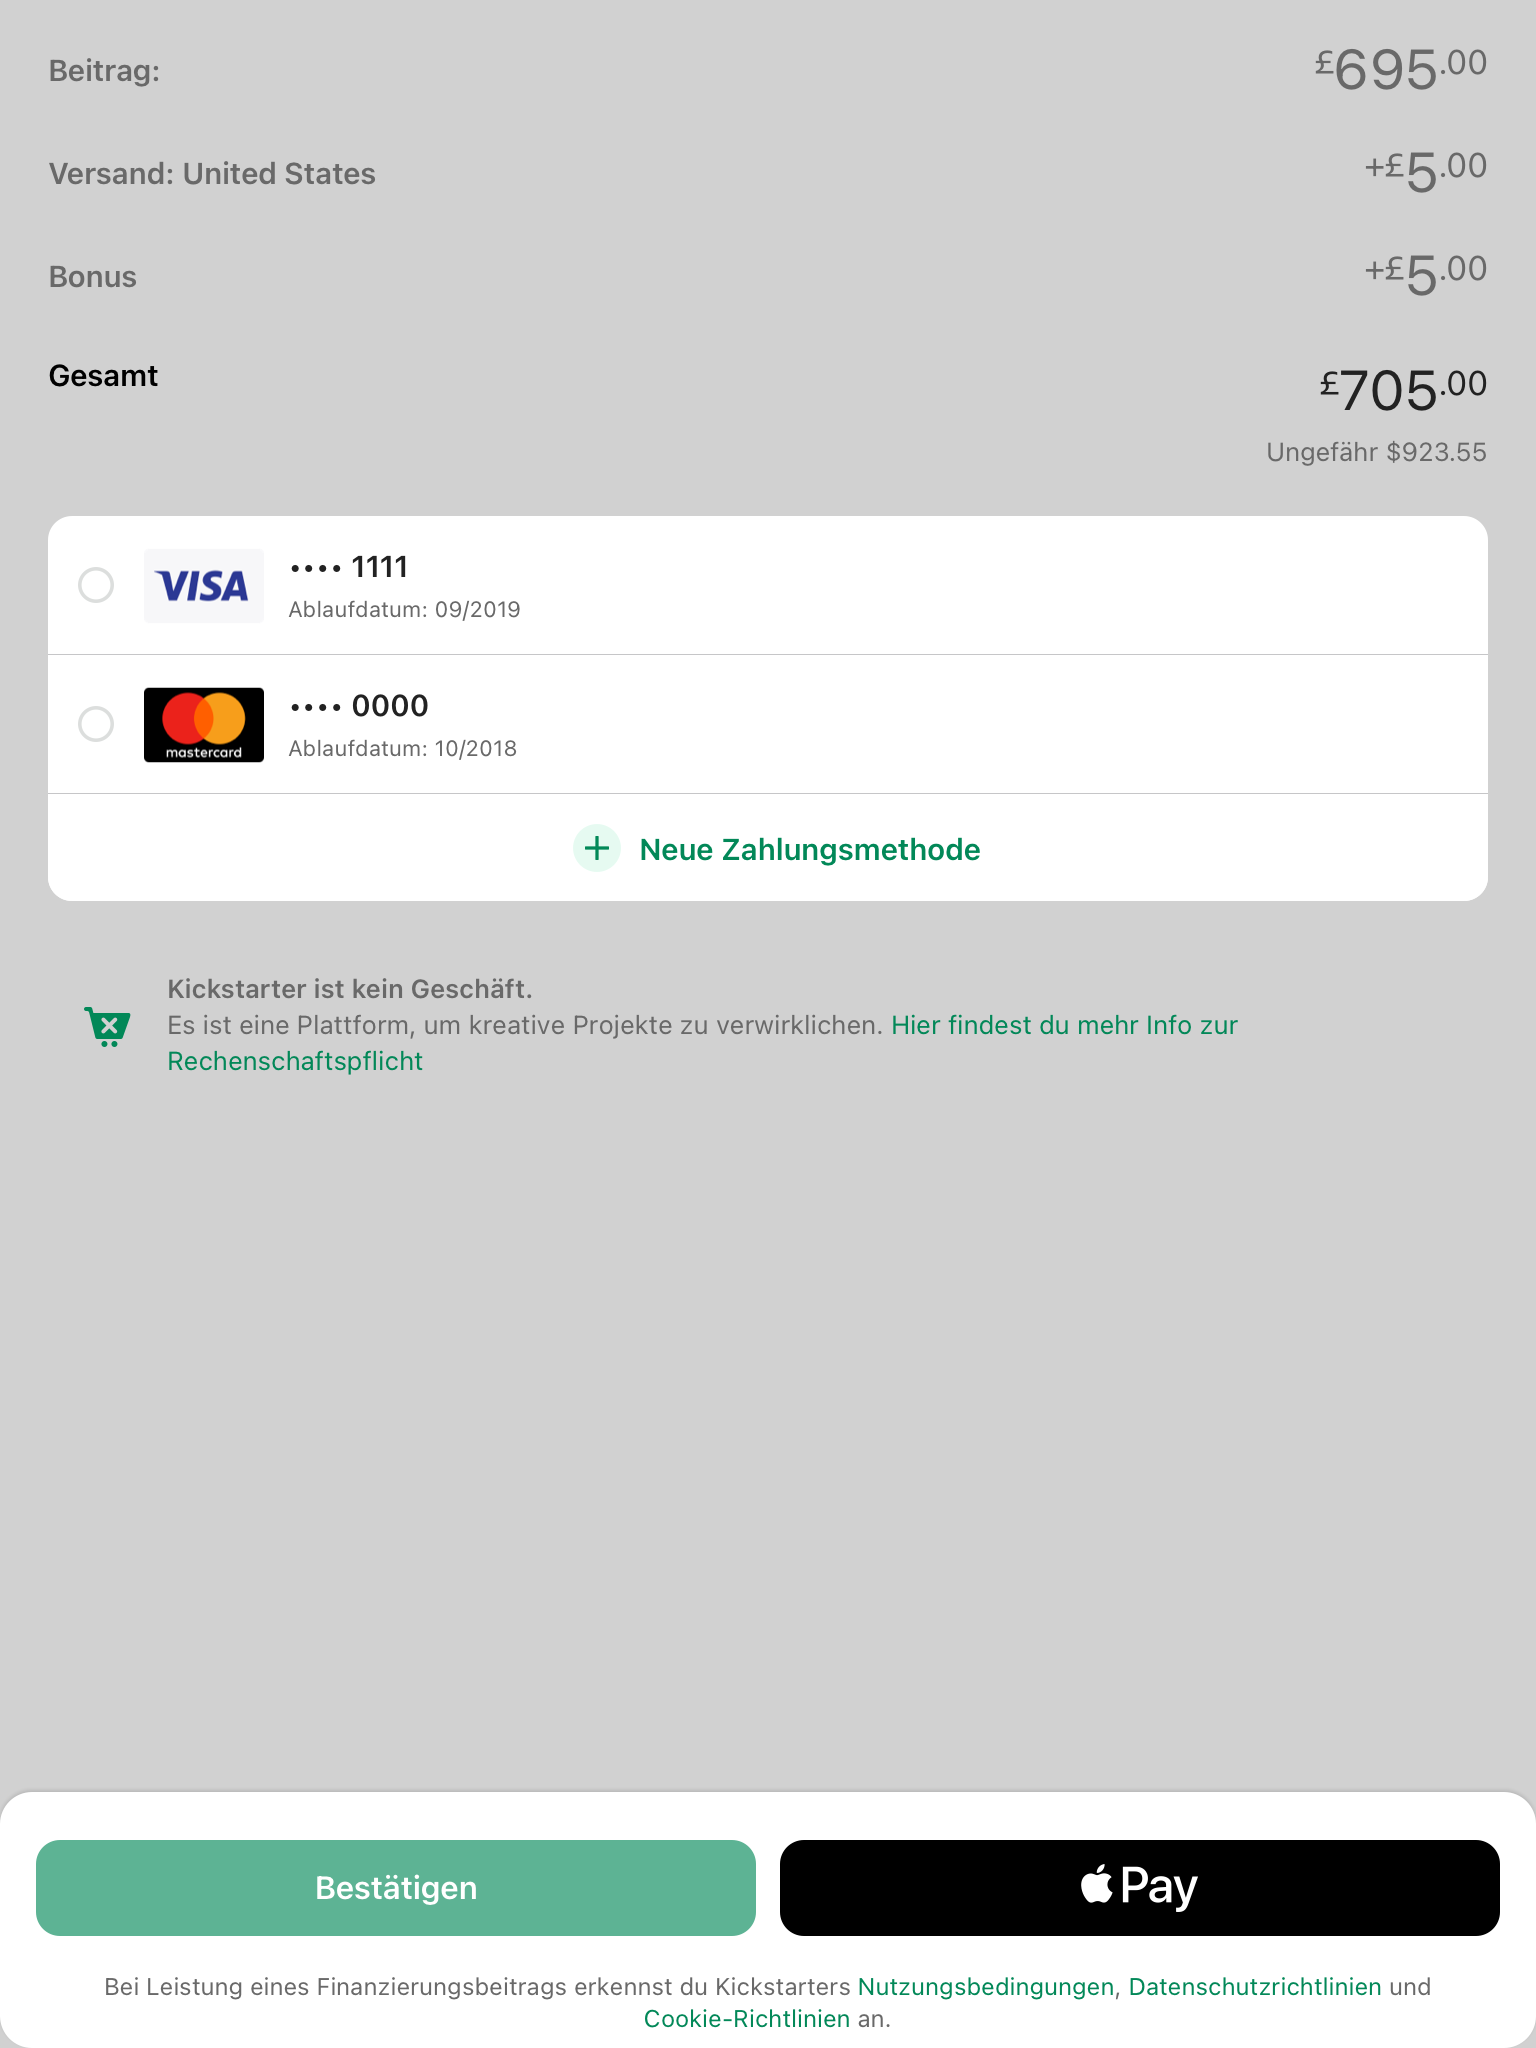 Beitrag: £695.00
Versand: United States +£5.00
Bonus +£5.00
Gesamt £705.00
Ungefähr $923.55
VISA •••• 1111
Ablaufdatum: 09/2019
mastercard •••• 0000
Ablaufdatum: 10/2018
+ Neue Zahlungsmethode
Kickstarter ist kein Geschäft.
Es ist eine Plattform, um kreative Projekte zu verwirklichen. Hier findest du mehr Info zur
Rechenschaftspflicht
Bestätigen
Pay
Bei Leistung eines Finanzierungsbeitrags erkennst du Kickstarters Nutzungsbedingungen, Datenschutzrichtlinien und
Cookie-Richtlinien an.